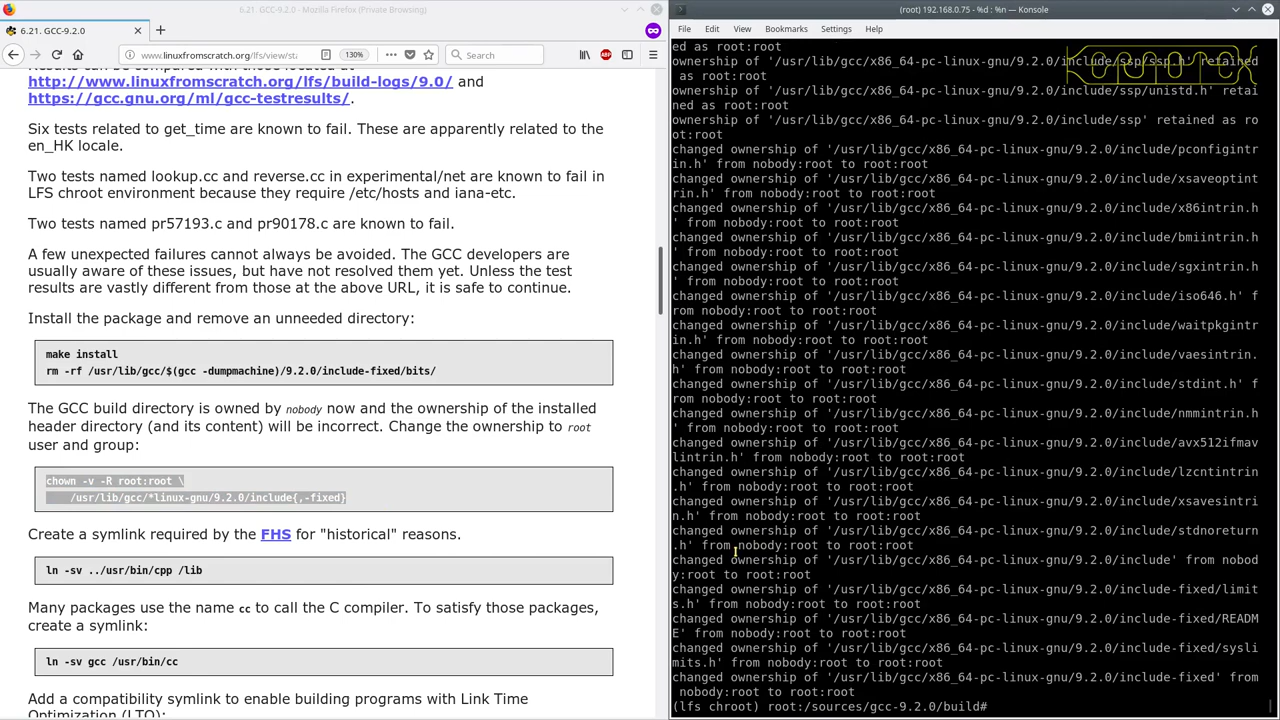 6.21. GCC-9.2.0 - Mozilla Firefox (Private Browsing)
6.21. GCC-9.2.0
www.linuxfromscratch.org/lfs/view/sta
130%
Search
http://www.linuxfromscratch.org/lfs/build-logs/9.0/ and
https://gcc.gnu.org/ml/gcc-testresults/.
Six tests related to get_time are known to fail. These are apparently related to the
en_HK locale.
Two tests named lookup.cc and reverse.cc in experimental/net are known to fail in
LFS chroot environment because they require /etc/hosts and iana-etc.
Two tests named pr57193.c and pr90178.c are known to fail.
A few unexpected failures cannot always be avoided. The GCC developers are
usually aware of these issues, but have not resolved them yet. Unless the test
results are vastly different from those at the above URL, it is safe to continue.
Install the package and remove an unneeded directory:
make install
rm -rf /usr/lib/gcc/$(gcc -dumpmachine)/9.2.0/include-fixed/bits/
The GCC build directory is owned by nobody now and the ownership of the installed
header directory (and its content) will be incorrect. Change the ownership to root
user and group:
chown -v -R root:root \
/usr/lib/gcc/*linux-gnu/9.2.0/include{,-fixed}
Create a symlink required by the FHS for "historical" reasons.
ln -sv ../usr/bin/cpp /lib
Many packages use the name cc to call the C compiler. To satisfy those packages,
create a symlink:
ln -sv gcc /usr/bin/cc
Add a compatibility symlink to enable building programs with Link Time
Optimization (LTO):
(root) 192.168.0.75 - %d : %n — Konsole
File Edit View Bookmarks Settings Help
ed as root:root
ownership of '/usr/lib/gcc/x86_64-pc-linux-gnu/9.2.0/include/ssp/ssp.h' retained
as root:root
ownership of '/usr/lib/gcc/x86_64-pc-linux-gnu/9.2.0/include/ssp/unistd.h' retai
ned as root:root
ownership of '/usr/lib/gcc/x86_64-pc-linux-gnu/9.2.0/include/ssp' retained as ro
ot:root
changed ownership of '/usr/lib/gcc/x86_64-pc-linux-gnu/9.2.0/include/pconfigint
rin.h' from nobody:root to root:root
changed ownership of '/usr/lib/gcc/x86_64-pc-linux-gnu/9.2.0/include/xsaveoptint
rin.h' from nobody:root to root:root
changed ownership of '/usr/lib/gcc/x86_64-pc-linux-gnu/9.2.0/include/x86intrin.h
' from nobody:root to root:root
changed ownership of '/usr/lib/gcc/x86_64-pc-linux-gnu/9.2.0/include/bmiintrin.h
' from nobody:root to root:root
changed ownership of '/usr/lib/gcc/x86_64-pc-linux-gnu/9.2.0/include/sgxintrin.h
' from nobody:root to root:root
changed ownership of '/usr/lib/gcc/x86_64-pc-linux-gnu/9.2.0/include/iso646.h' f
rom nobody:root to root:root
changed ownership of '/usr/lib/gcc/x86_64-pc-linux-gnu/9.2.0/include/waitpkgintr
in.h' from nobody:root to root:root
changed ownership of '/usr/lib/gcc/x86_64-pc-linux-gnu/9.2.0/include/vaesintrin.
h' from nobody:root to root:root
changed ownership of '/usr/lib/gcc/x86_64-pc-linux-gnu/9.2.0/include/stdint.h' f
rom nobody:root to root:root
changed ownership of '/usr/lib/gcc/x86_64-pc-linux-gnu/9.2.0/include/nmmintrin.h
' from nobody:root to root:root
changed ownership of '/usr/lib/gcc/x86_64-pc-linux-gnu/9.2.0/include/avx512ifmav
lintrin.h' from nobody:root to root:root
changed ownership of '/usr/lib/gcc/x86_64-pc-linux-gnu/9.2.0/include/lzcntintrin
.h' from nobody:root to root:root
changed ownership of '/usr/lib/gcc/x86_64-pc-linux-gnu/9.2.0/include/xsavesintri
n.h' from nobody:root to root:root
changed ownership of '/usr/lib/gcc/x86_64-pc-linux-gnu/9.2.0/include/stdnoreturn
.h' from nobody:root to root:root
changed ownership of '/usr/lib/gcc/x86_64-pc-linux-gnu/9.2.0/include' from nobod
y:root to root:root
changed ownership of '/usr/lib/gcc/x86_64-pc-linux-gnu/9.2.0/include-fixed/limit
s.h' from nobody:root to root:root
changed ownership of '/usr/lib/gcc/x86_64-pc-linux-gnu/9.2.0/include-fixed/READM
E' from nobody:root to root:root
changed ownership of '/usr/lib/gcc/x86_64-pc-linux-gnu/9.2.0/include-fixed/sysli
mits.h' from nobody:root to root:root
changed ownership of '/usr/lib/gcc/x86_64-pc-linux-gnu/9.2.0/include-fixed' from
nobody:root to root:root
(lfs chroot) root:/sources/gcc-9.2.0/build#